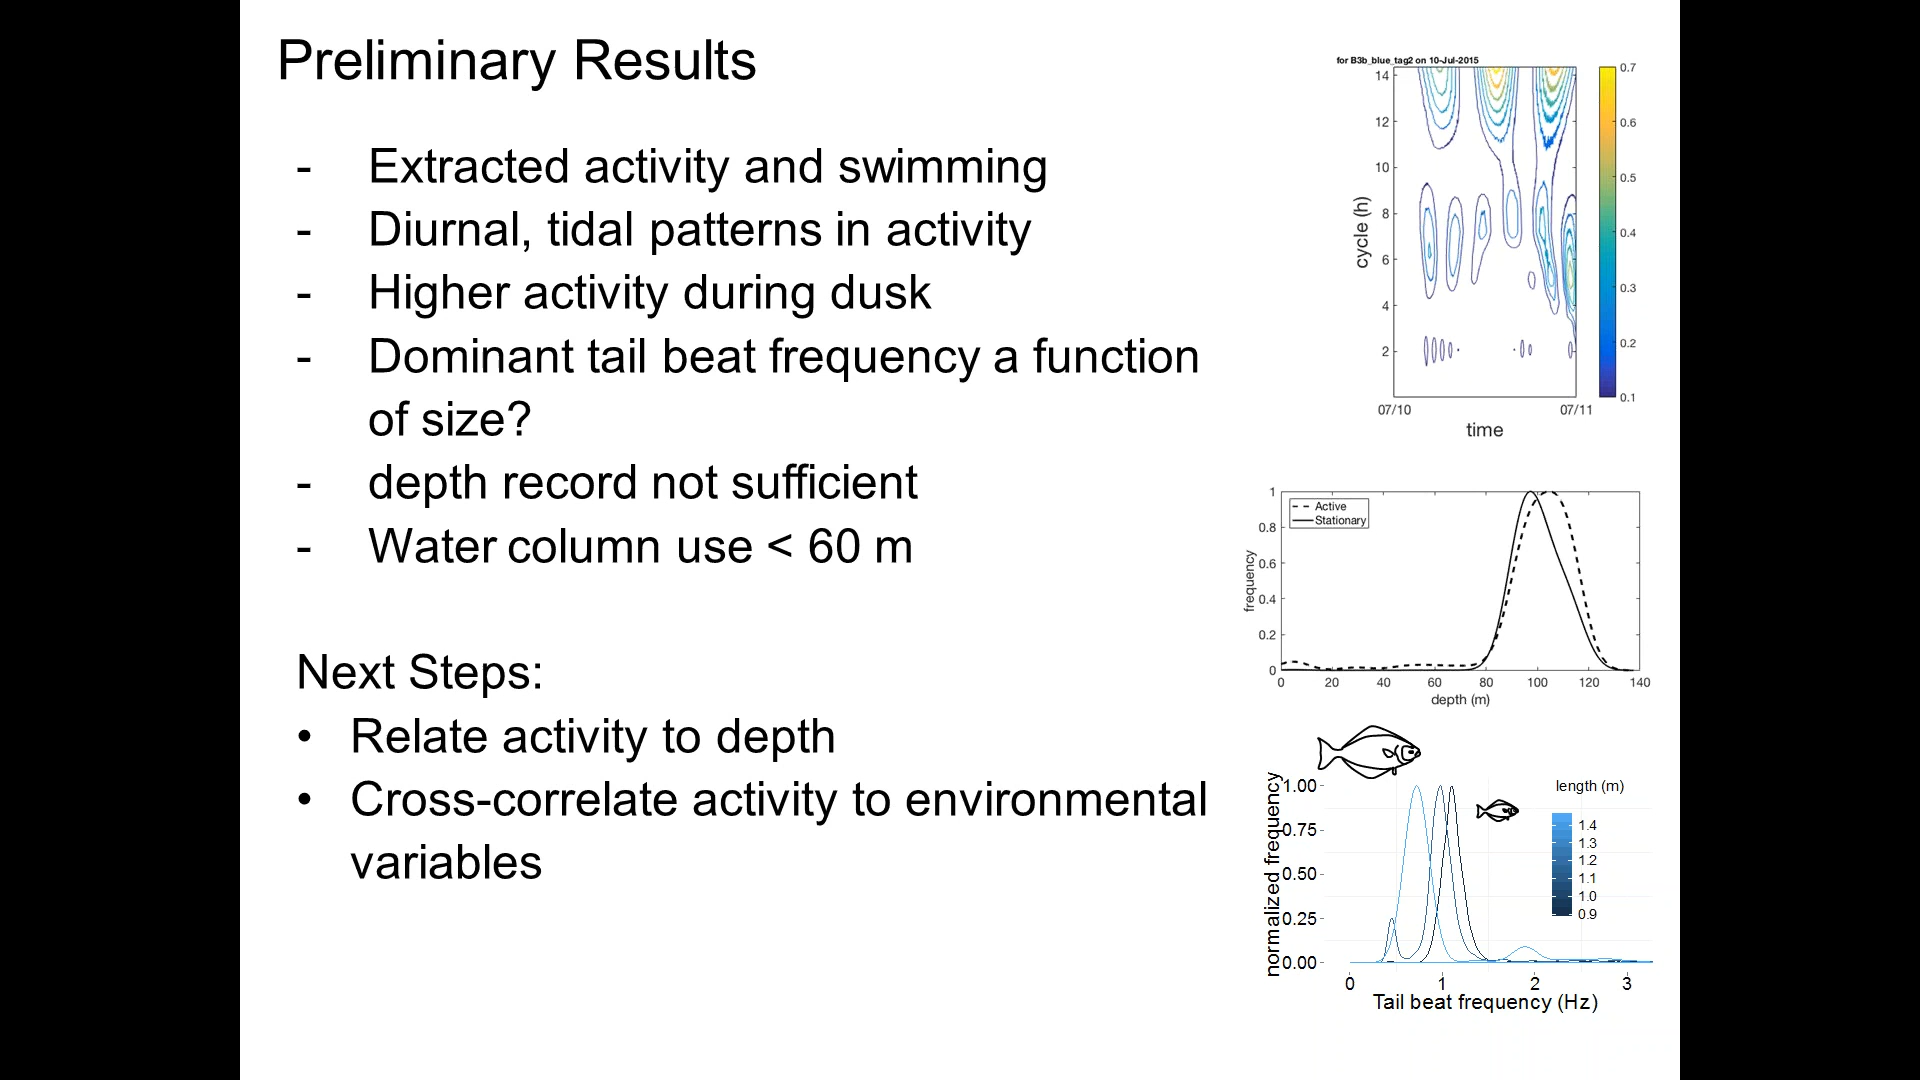 Preliminary Results
- Extracted activity and swimming
- Diurnal, tidal patterns in activity
- Higher activity during dusk
- Dominant tail beat frequency a function
of size?
- depth record not sufficient
- Water column use < 60 m
Next Steps:
• Relate activity to depth
• Cross-correlate activity to environmental
variables
for B3b_blue_tag2 on 10-Jul-2015
14
12
10
8
6
4
2
cycle (h)
07/10
07/11
time
0.7
0.6
0.5
0.4
0.3
0.2
0.1
Active
Stationary
1
0.8
0.6
0.4
0.2
0
frequency
0 20 40 60 80 100 120 140
depth (m)
1.00
0.75
0.50
0.25
0.00
normalized frequency
length (m)
1.4
1.3
1.2
1.1
1.0
0.9
0 1 2 3
Tail beat frequency (Hz)